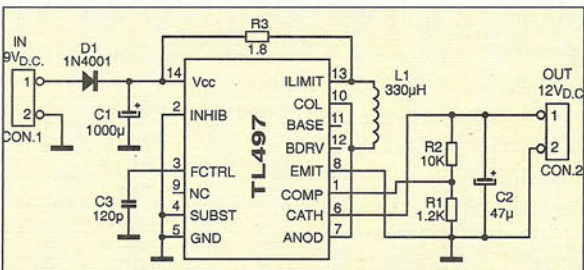 IN
9VD.C.
1
2
CON.1
D1
1N4001
C1
1000µ
C3
120p
R3
1.8
TL497
14 Vcc
2 INHIB
3 FCTRL
9 NC
4 SUBST
5 GND
ILIMIT 13
COL 10
BASE 11
BDRV 12
EMIT 8
COMP 1
CATH 6
ANOD 7
L1
330µH
R2
10K
R1
1.2K
C2
47µ
OUT
12VD.C
1
2
CON.2